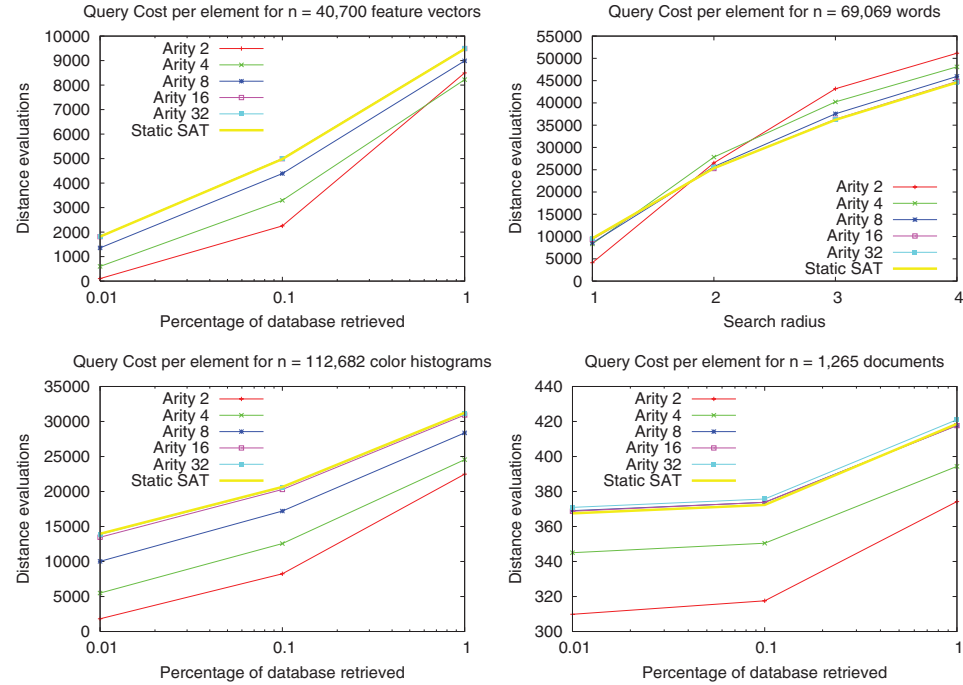 Query Cost per element for n = 40,700 feature vectors
10000
9000
8000
7000
6000
5000
4000
3000
2000
1000
0
Distance evaluations
Arity 2
Arity 4
Arity 8
Arity 16
Arity 32
Static SAT
0.01
0.1
1
Percentage of database retrieved
Query Cost per element for n = 69,069 words
55000
50000
45000
40000
35000
30000
25000
20000
15000
10000
5000
0
Distance evaluations
Arity 2
Arity 4
Arity 8
Arity 16
Arity 32
Static SAT
1
2
3
4
Search radius
Query Cost per element for n = 112,682 color histograms
35000
30000
25000
20000
15000
10000
5000
0
Distance evaluations
Arity 2
Arity 4
Arity 8
Arity 16
Arity 32
Static SAT
0.01
0.1
1
Percentage of database retrieved
Query Cost per element for n = 1,265 documents
440
420
400
380
360
340
320
300
Distance evaluations
Arity 2
Arity 4
Arity 8
Arity 16
Arity 32
Static SAT
0.01
0.1
1
Percentage of database retrieved